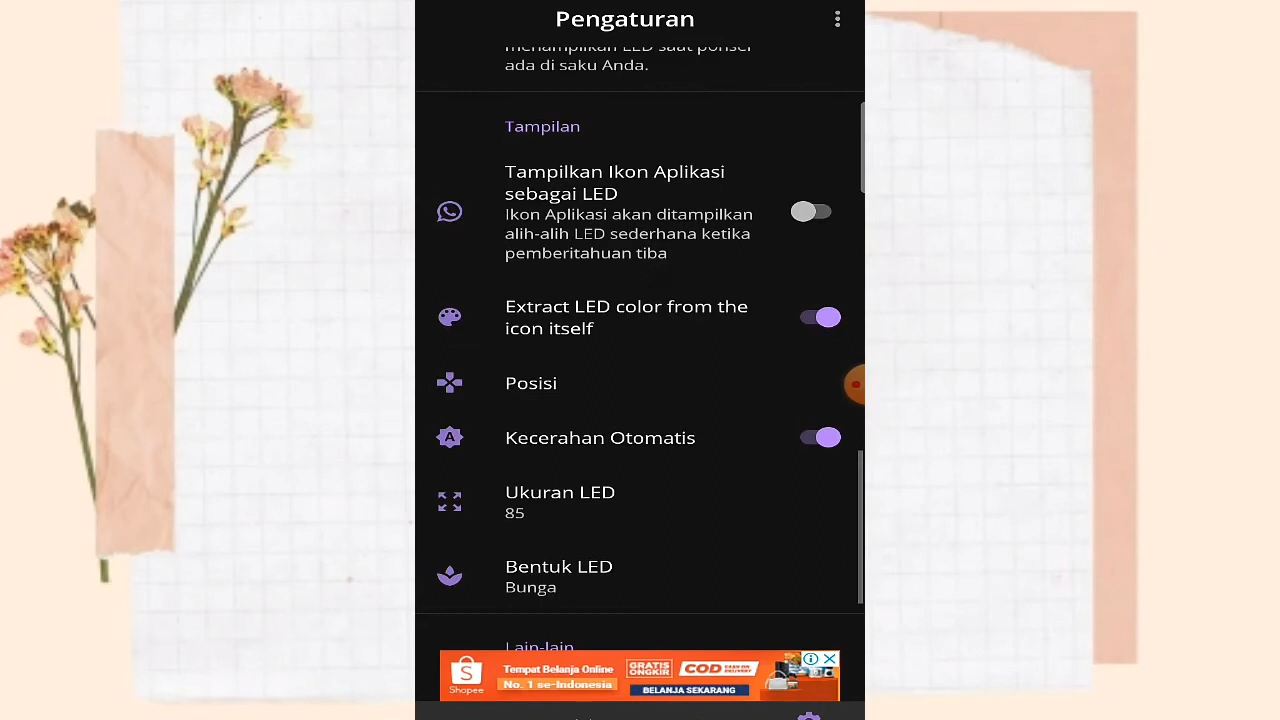 Pengaturan
menampilkan LED saat ponsel
ada di saku Anda.
Tampilan
Tampilkan Ikon Aplikasi
sebagai LED
Ikon Aplikasi akan ditampilkan
alih-alih LED sederhana ketika
pemberitahuan tiba
Extract LED color from the
icon itself
Posisi
A
Kecerahan Otomatis
Ukuran LED
85
Bentuk LED
Bunga
Lain-lain
S
Shopee
Tempat Belanja Online
No. 1 se-Indonesia
GRATIS
ONGKIR
COD
BELANJA SEKARANG